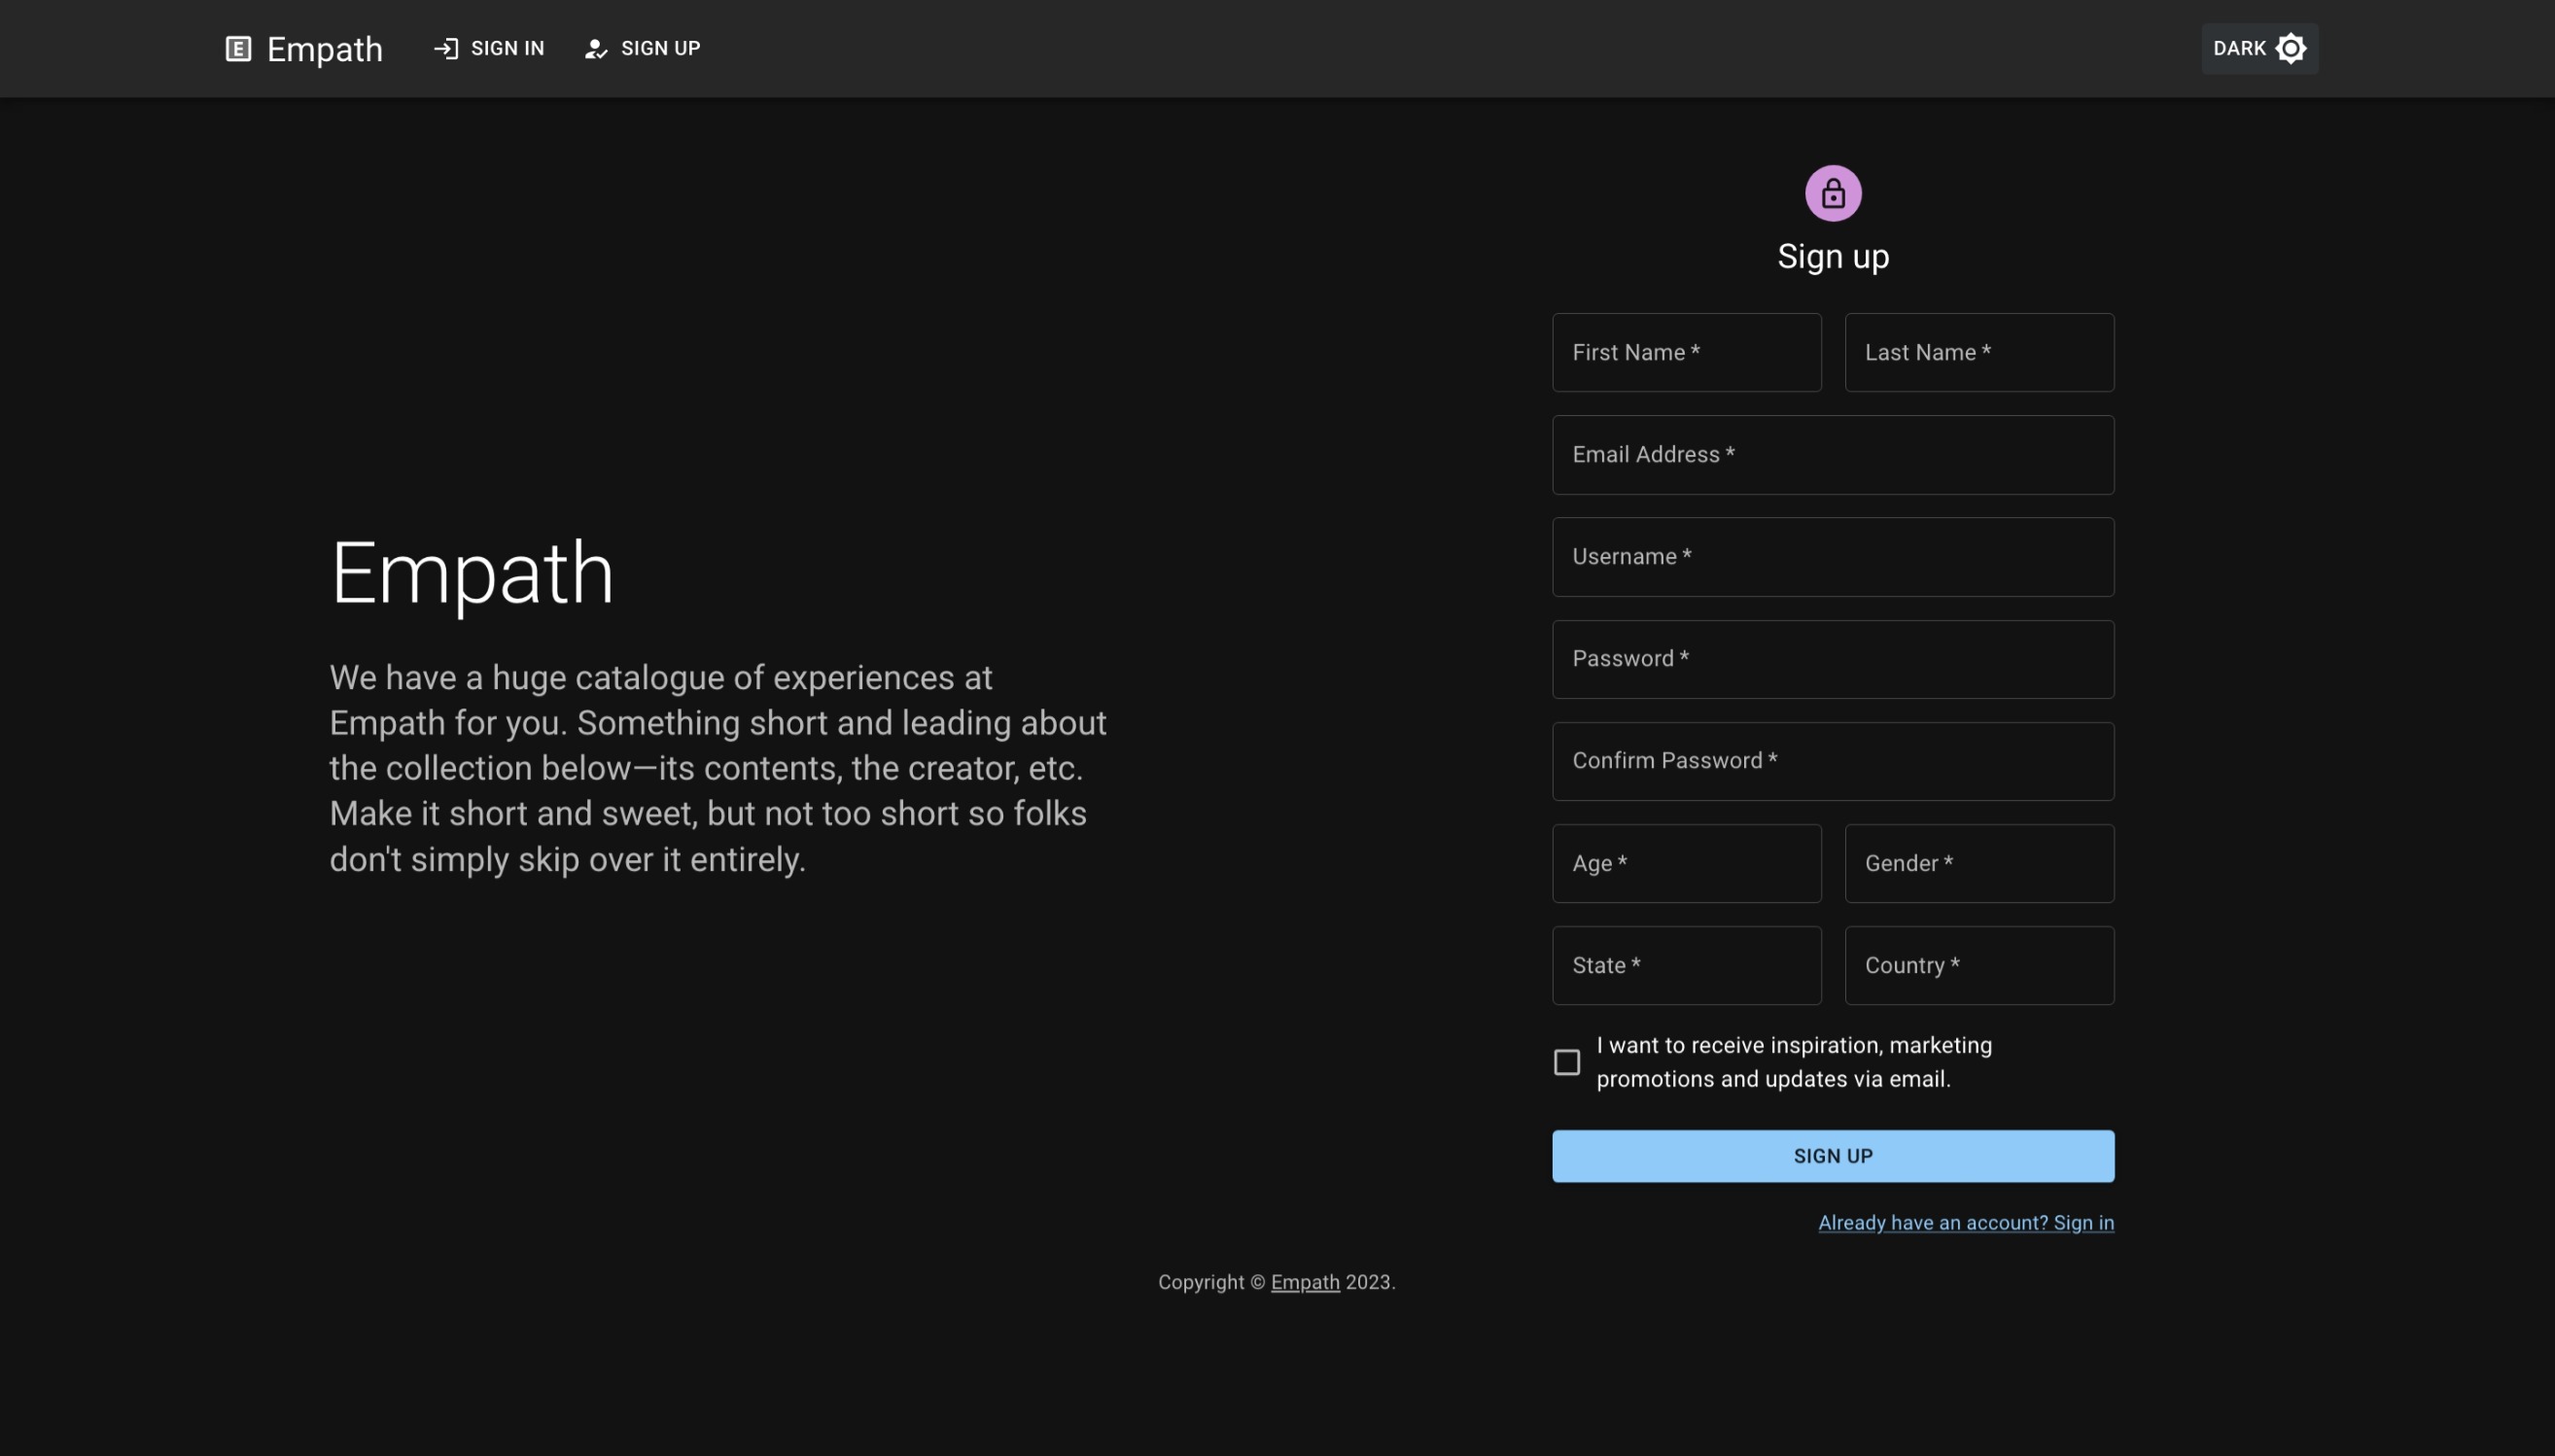 E Empath SIGN IN SIGN UP DARK
Sign up
First Name * Last Name *
Email Address *
Username *
Password *
Confirm Password *
Age * Gender *
State * Country *
I want to receive inspiration, marketing
promotions and updates via email.
SIGN UP
Already have an account? Sign in
Empath
We have a huge catalogue of experiences at
Empath for you. Something short and leading about
the collection below—its contents, the creator, etc.
Make it short and sweet, but not too short so folks
don't simply skip over it entirely.
Copyright © Empath 2023.